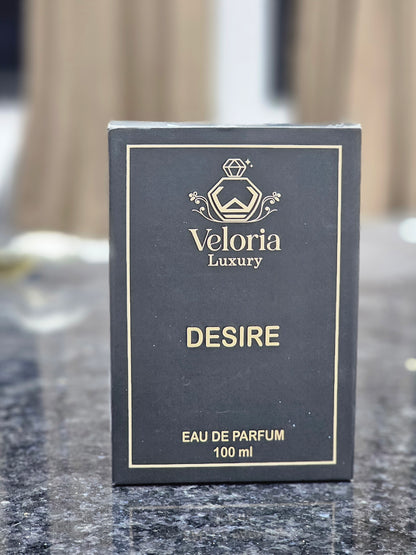 Veloria
Luxury
DESIRE
EAU DE PARFUM
100 ml